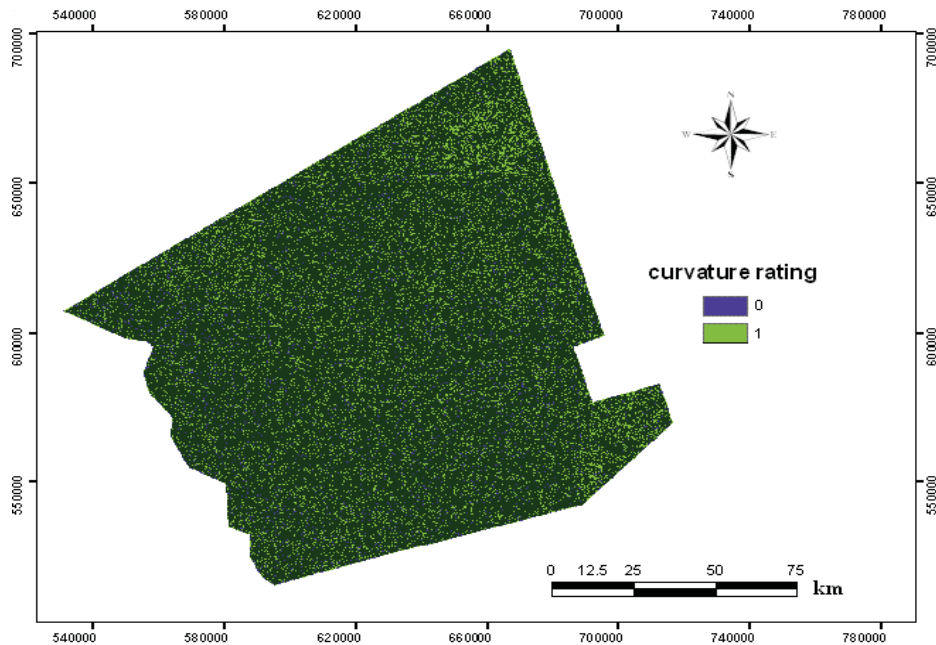 540000 580000 620000 660000 700000 740000 780000
700000 700000
N
W E
S
650000 650000
curvature rating
0
1
600000 600000
550000 550000
0 12.5 25 50 75
km
540000 580000 620000 660000 700000 740000 780000